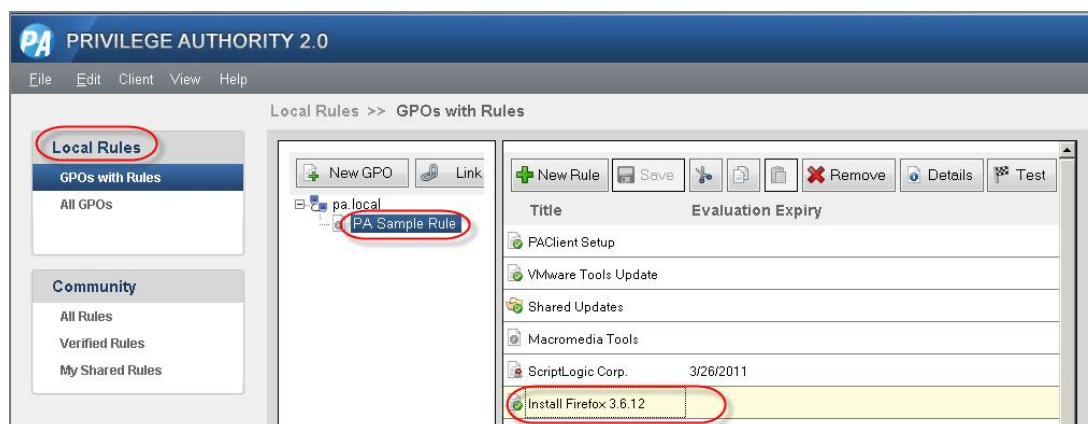 PA PRIVILEGE AUTHORITY 2.0
File Edit Client View Help
Local Rules >> GPOs with Rules
Local Rules
GPOs with Rules
All GPOs
Community
All Rules
Verified Rules
My Shared Rules
New GPO Link
pa.local
PA Sample Rule
New Rule Save Remove Details Test
Title Evaluation Expiry
PAClient Setup
VMware Tools Update
Shared Updates
Macromedia Tools
ScriptLogic Corp. 3/26/2011
Install Firefox 3.6.12